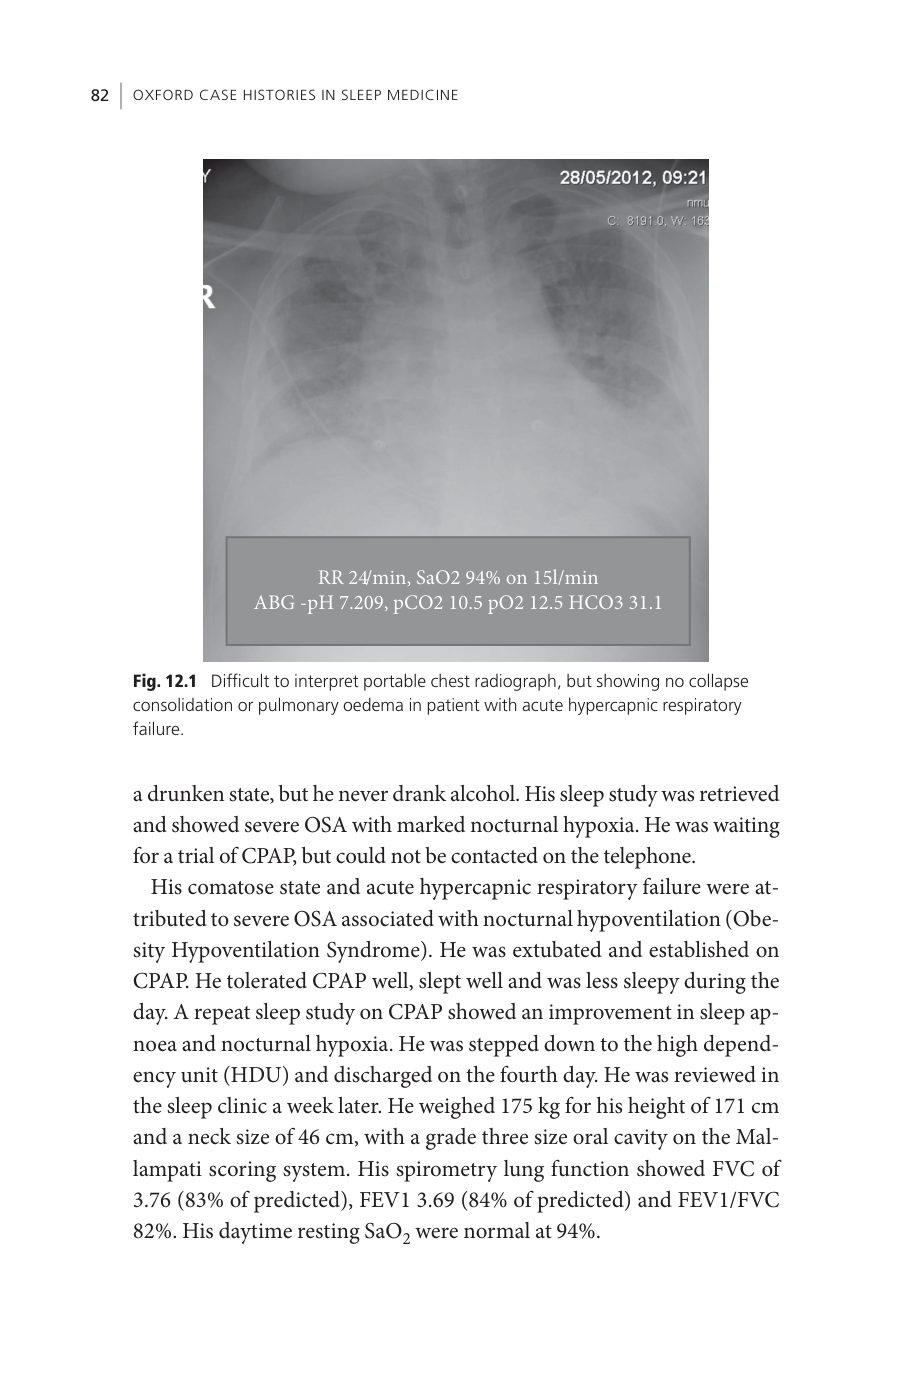 82 OXFORD CASE HISTORIES IN SLEEP MEDICINE
Y
28/05/2012, 09:21
nmu
C: 8191.0, W: 163
R
RR 24/min, SaO2 94% on 15l/min
ABG -pH 7.209, pCO2 10.5 pO2 12.5 HCO3 31.1
Fig. 12.1 Difficult to interpret portable chest radiograph, but showing no collapse
consolidation or pulmonary oedema in patient with acute hypercapnic respiratory
failure.
a drunken state, but he never drank alcohol. His sleep study was retrieved
and showed severe OSA with marked nocturnal hypoxia. He was waiting
for a trial of CPAP, but could not be contacted on the telephone.
His comatose state and acute hypercapnic respiratory failure were at-
tributed to severe OSA associated with nocturnal hypoventilation (Obe-
sity Hypoventilation Syndrome). He was extubated and established on
CPAP. He tolerated CPAP well, slept well and was less sleepy during the
day. A repeat sleep study on CPAP showed an improvement in sleep ap-
noea and nocturnal hypoxia. He was stepped down to the high depend-
ency unit (HDU) and discharged on the fourth day. He was reviewed in
the sleep clinic a week later. He weighed 175 kg for his height of 171 cm
and a neck size of 46 cm, with a grade three size oral cavity on the Mal-
lampati scoring system. His spirometry lung function showed FVC of
3.76 (83% of predicted), FEV1 3.69 (84% of predicted) and FEV1/FVC
82%. His daytime resting SaO₂ were normal at 94%.